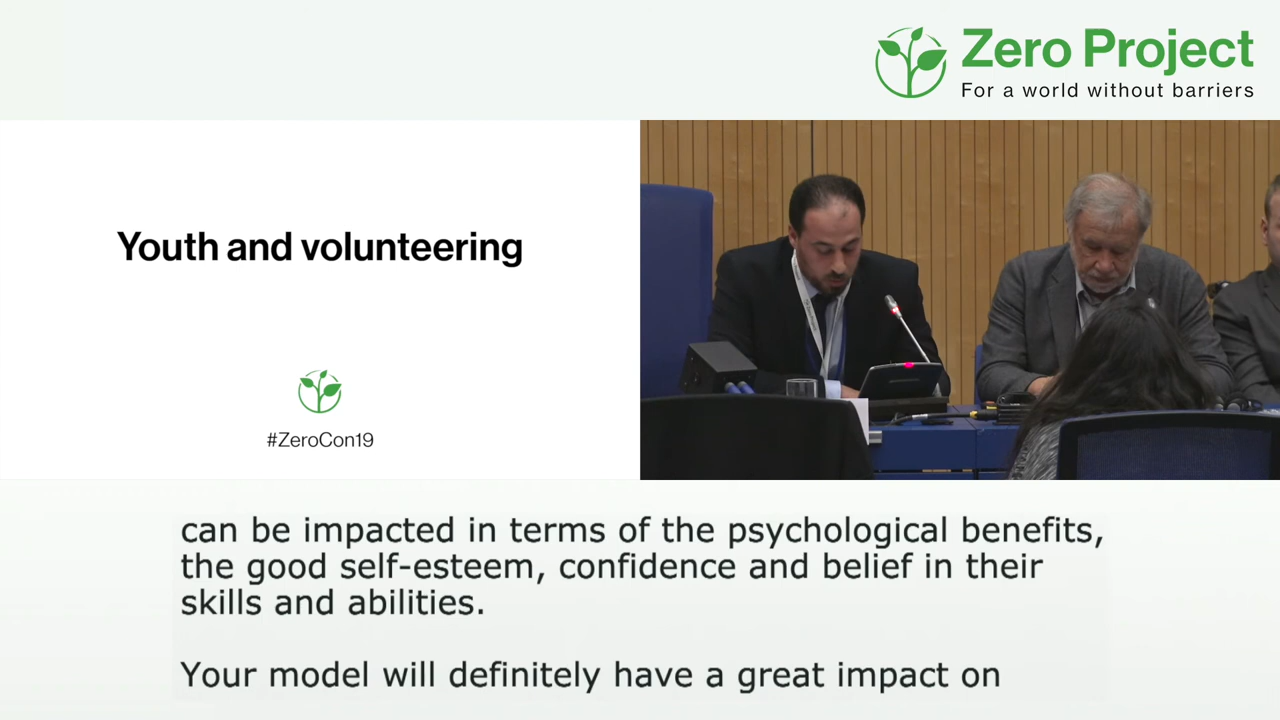 Zero Project
For a world without barriers
Youth and volunteering
#ZeroCon19
can be impacted in terms of the psychological benefits,
the good self-esteem, confidence and belief in their
skills and abilities.
Your model will definitely have a great impact on